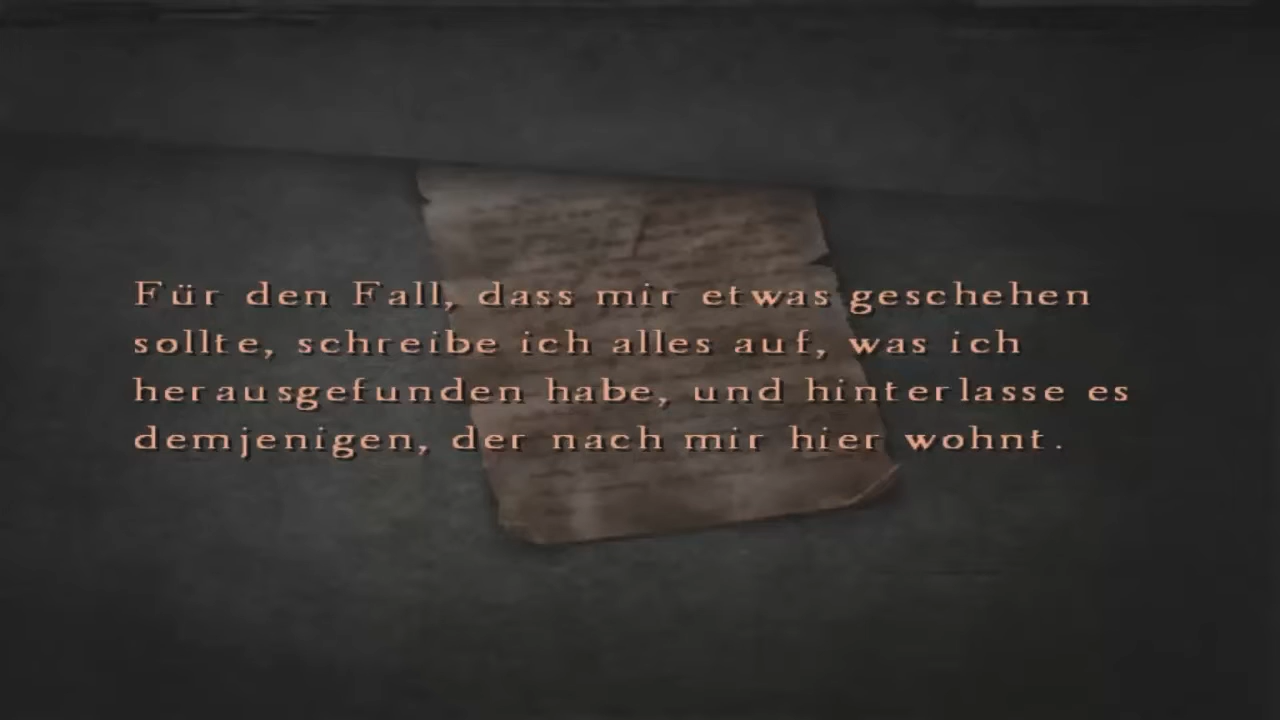 Für den Fall, dass mir etwas geschehen
sollte, schreibe ich alles auf, was ich
herausgefunden habe, und hinterlasse es
demjenigen, der nach mir hier wohnt.